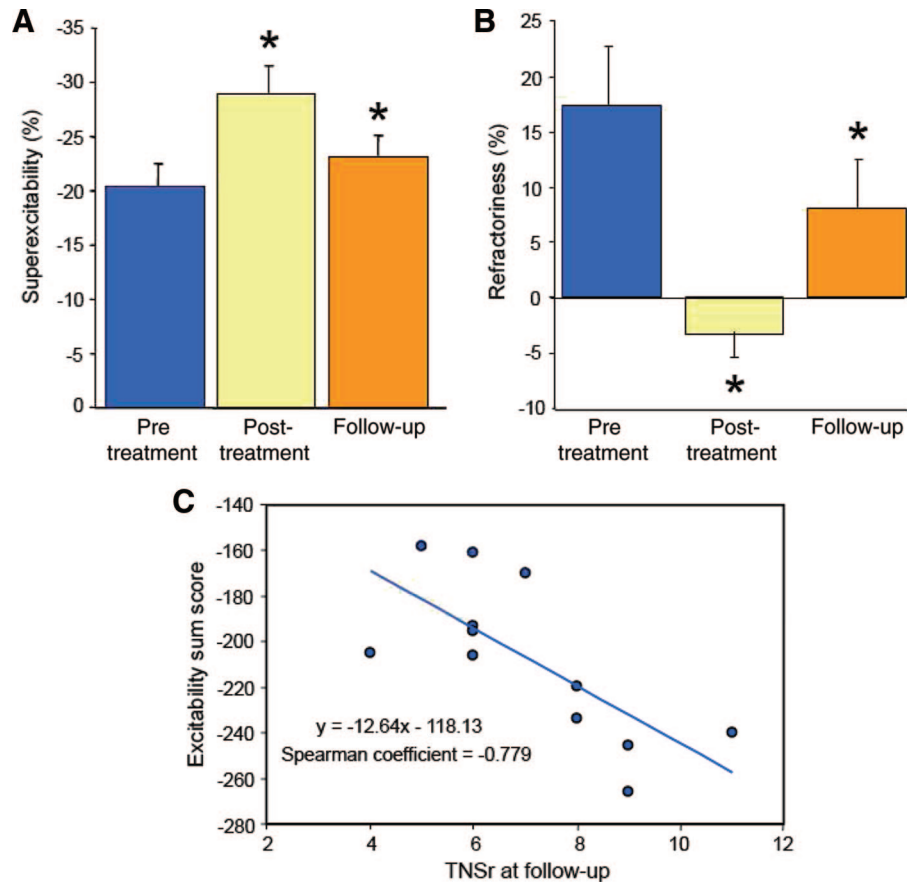 A
-35
-30
-25
-20
-15
-10
-5
0
Superexcitability (%)
*
*
Pre
treatment
Post-
treatment
Follow-up
B
25
20
15
10
5
0
-5
-10
Refractoriness (%)
*
*
Pre
treatment
Post-
treatment
Follow-up
C
-140
-160
-180
-200
-220
-240
-260
-280
Excitability sum score
y = -12.64x - 118.13
Spearman coefficient = -0.779
2
4
6
8
10
12
TNSr at follow-up